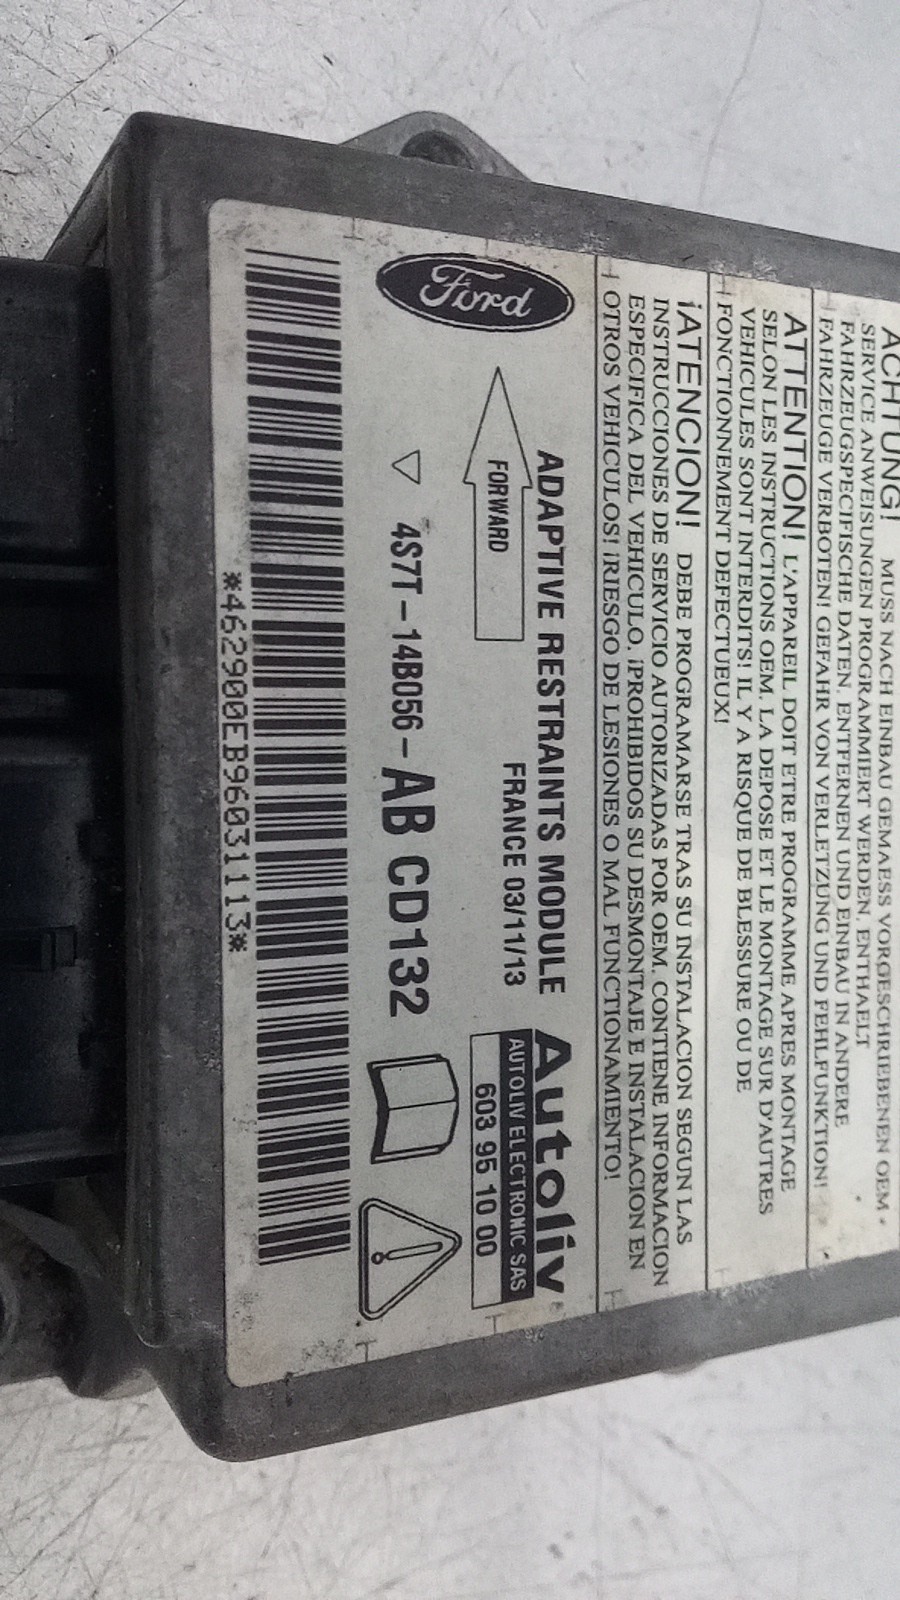 ACHTUNG! MUSS NACH EINBAU GEMAESS VORGESCHRIEBENEN OEM -
SERVICE ANWEISUNGEN PROGRAMMIERT WERDEN. ENTHAELT
FAHRZEUGSPECIFISCHE DATEN. ENTFERNEN UND EINBAU IN ANDERE
FAHRZEUGE VERBOTEN! GEFAHR VON VERLETZUNG UND FEHLFUNKTION!
ATTENTION! L'APPAREIL DOIT ETRE PROGRAMME APRES MONTAGE
SELON LES INSTRUCTIONS OEM. LA DEPOSE ET LE MONTAGE SUR D'AUTRES
VEHICULES SONT INTERDITS! IL Y A RISQUE DE BLESSURE OU DE
FONCTIONNEMENT DEFECTUEUX!
¡ATENCION! DEBE PROGRAMARSE TRAS SU INSTALACION SEGUN LAS
INSTRUCCIONES DE SERVICIO AUTORIZADAS POR OEM. CONTIENE INFORMACION
ESPECIFICA DEL VEHICULO. ¡PROHIBIDOS SU DESMONTAJE E INSTALACION EN
OTROS VEHICULOS! ¡RIESGO DE LESIONES O MAL FUNCTIONAMIENTO!
Ford
ADAPTIVE RESTRAINTS MODULE
Autoliv
FORWARD
FRANCE 03/11/13
AUTOLIV ELECTRONIC SAS
603 95 10 00
4S7T-14B056-AB CD132
*462900EB96031113*